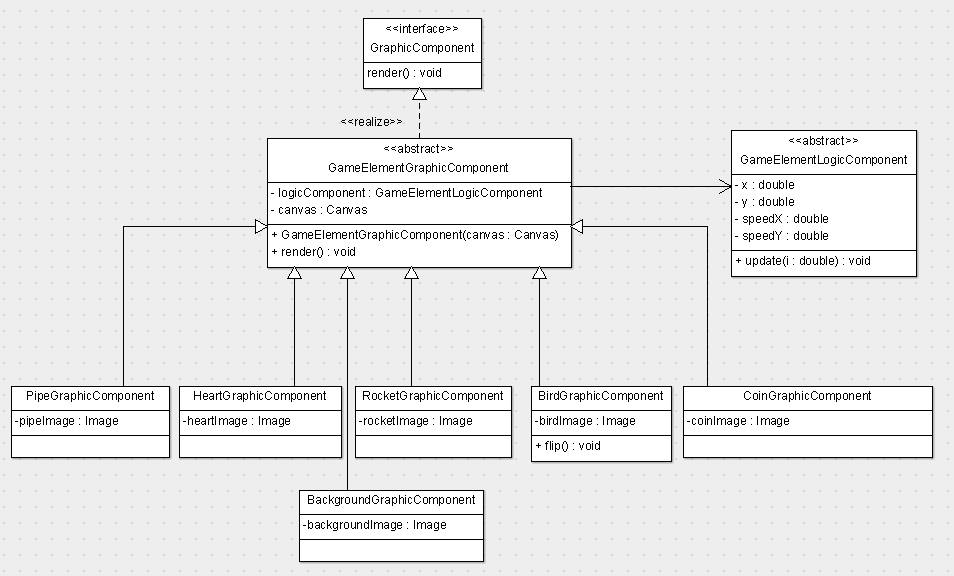 <<interface>>
GraphicComponent
render() : void
<<realize>>
<<abstract>>
GameElementGraphicComponent
- logicComponent : GameElementLogicComponent
- canvas : Canvas
+ GameElementGraphicComponent(canvas : Canvas)
+ render() : void
<<abstract>>
GameElementLogicComponent
- x : double
- y : double
- speedX : double
- speedY : double
+ update(i : double) : void
PipeGraphicComponent
-pipeImage : Image
HeartGraphicComponent
-heartImage : Image
RocketGraphicComponent
-rocketImage : Image
BirdGraphicComponent
-birdImage : Image
+ flip() : void
CoinGraphicComponent
-coinImage : Image
BackgroundGraphicComponent
-backgroundImage : Image